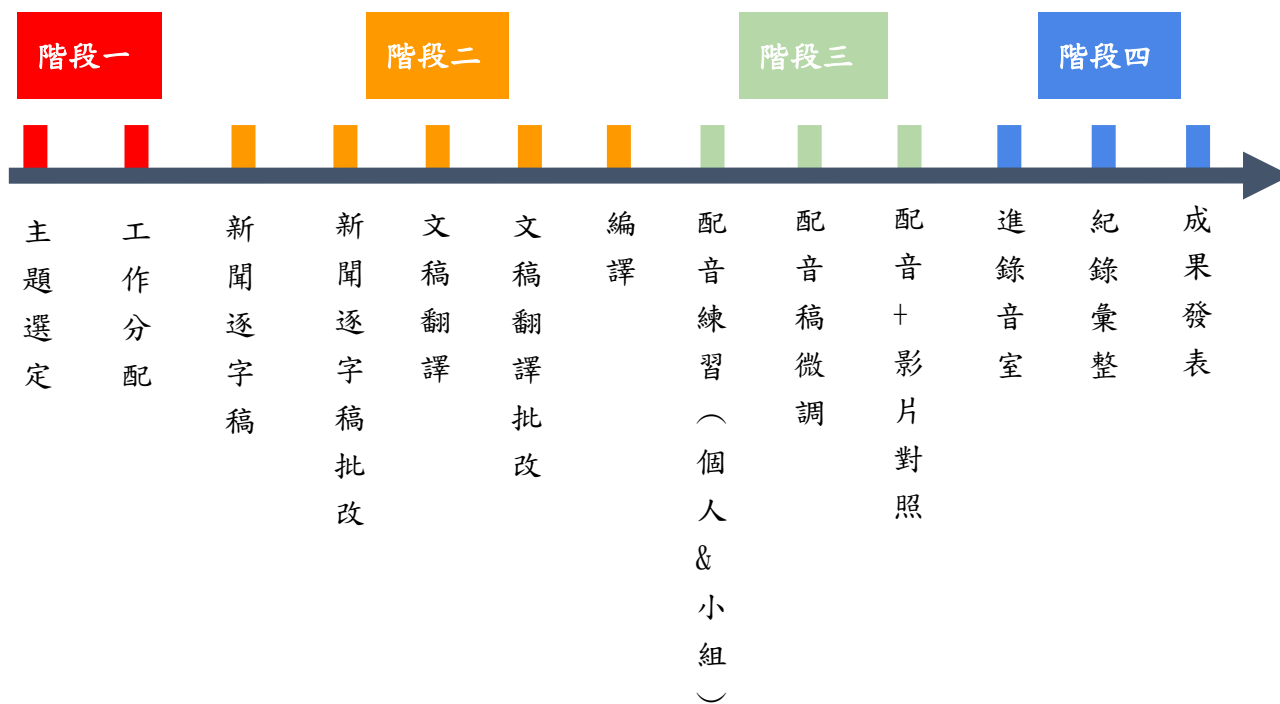 階段一
階段二
階段三
階段四
主題選定
工作分配
新聞逐字稿
新聞逐字稿批改
文稿翻譯
文稿翻譯批改
編譯
配音練習（個人&小組）
配音稿微調
配音+影片對照
進錄音室
紀錄彙整
成果發表